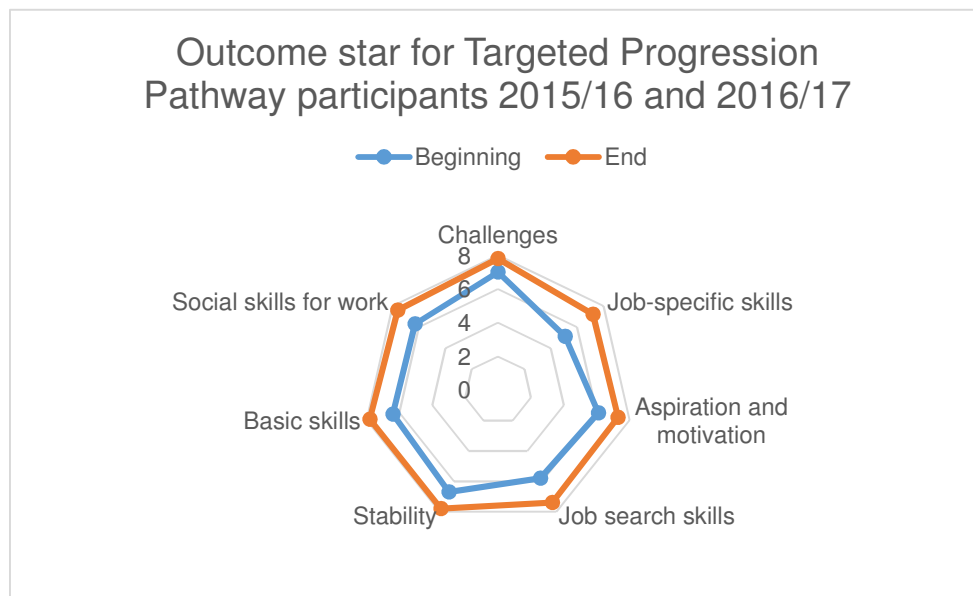 Outcome star for Targeted Progression
Pathway participants 2015/16 and 2016/17
Beginning
End
Challenges
8
6
4
2
0
Job-specific skills
Aspiration and
motivation
Job search skills
Stability
Basic skills
Social skills for work